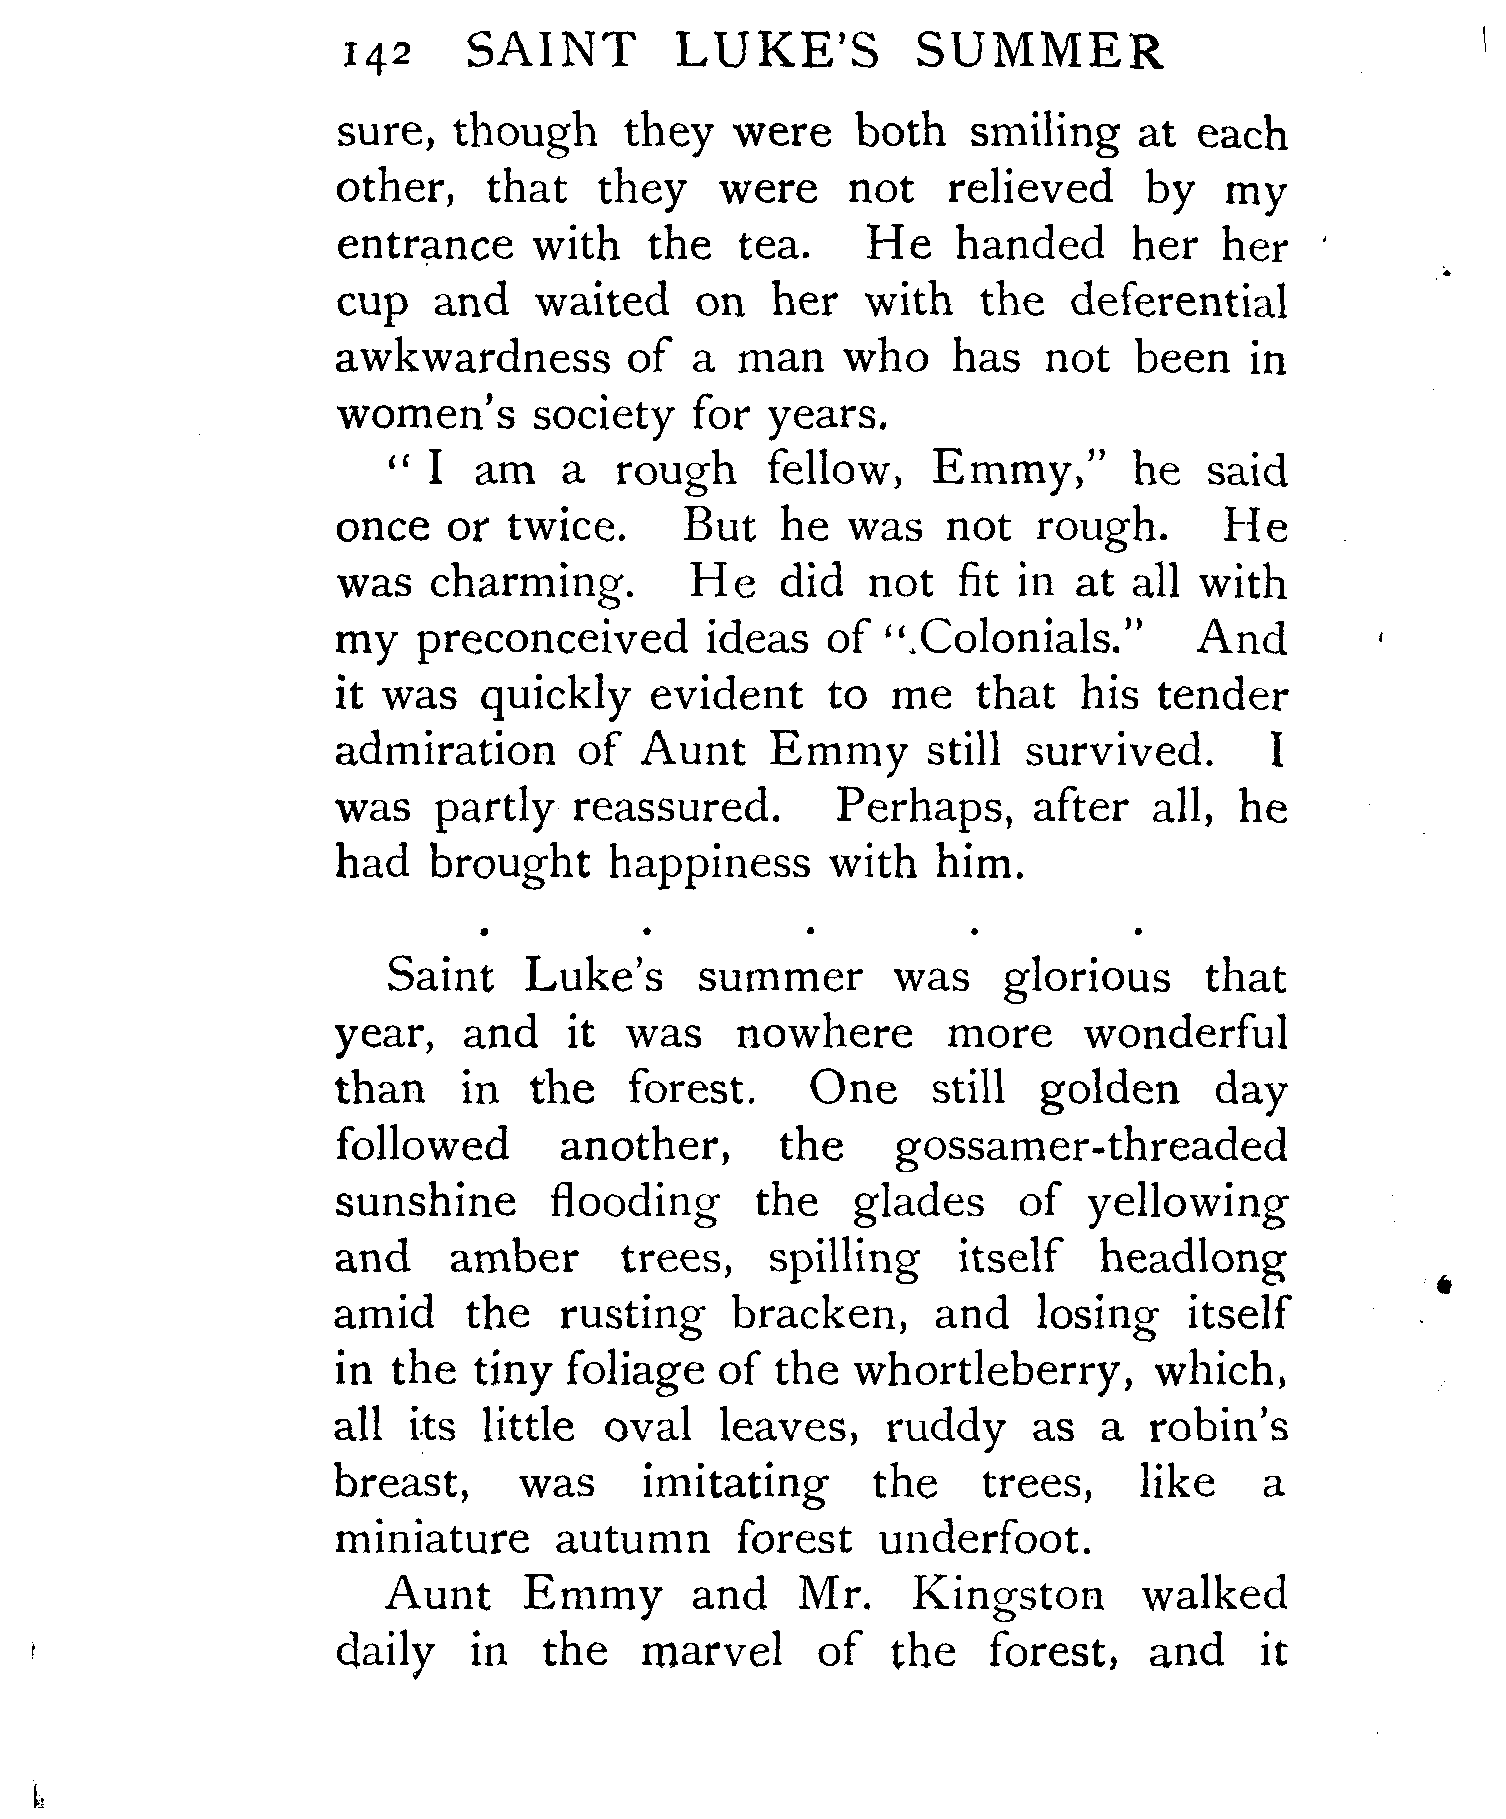 142 SAINT LUKE'S SUMMER
sure, though they were both smiling at each
other, that they were not relieved by my
entrance with the tea. He handed her her
cup and waited on her with the deferential
awkwardness of a man who has not been in
women's society for years.
"I am a rough fellow, Emmy," he said
once or twice. But he was not rough. He
was charming. He did not fit in at all with
my preconceived ideas of "Colonials." And
it was quickly evident to me that his tender
admiration of Aunt Emmy still survived. I
was partly reassured. Perhaps, after all, he
had brought happiness with him.
. . . . .
Saint Luke's summer was glorious that
year, and it was nowhere more wonderful
than in the forest. One still golden day
followed another, the gossamer-threaded
sunshine flooding the glades of yellowing
and amber trees, spilling itself headlong
amid the rusting bracken, and losing itself
in the tiny foliage of the whortleberry, which,
all its little oval leaves, ruddy as a robin's
breast, was imitating the trees, like a
miniature autumn forest underfoot.
Aunt Emmy and Mr. Kingston walked
daily in the marvel of the forest, and it